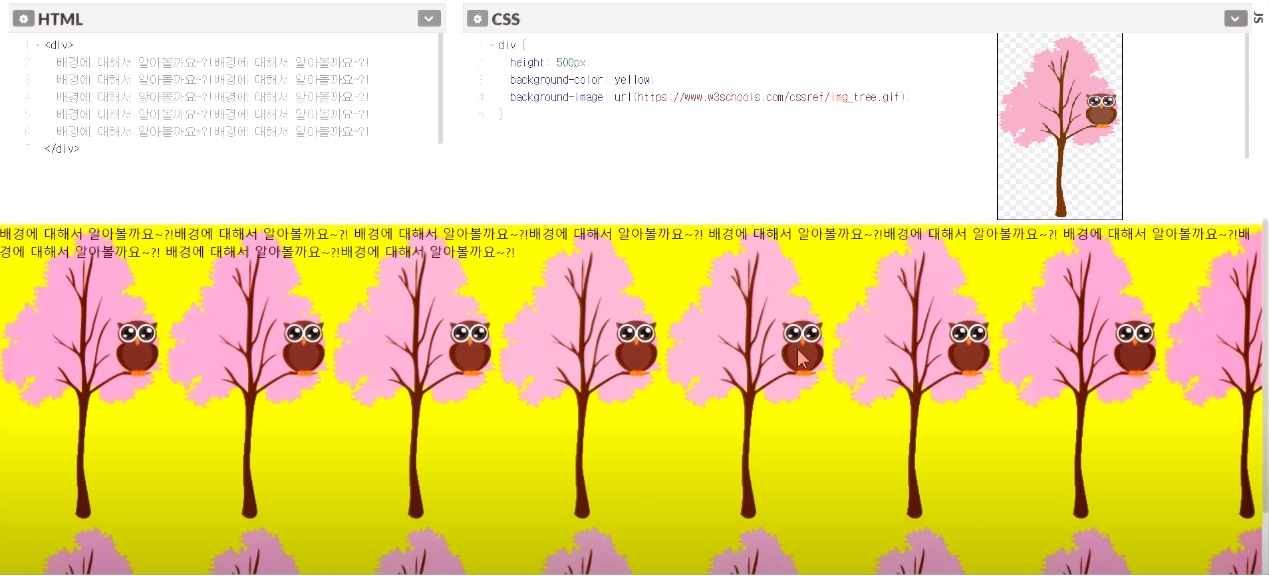 HTML
1 <div>
2 배경에 대해서 알아볼까요~?!배경에 대해서 알아볼까요~?!
3 배경에 대해서 알아볼까요~?!배경에 대해서 알아볼까요~?!
4 배경에 대해서 알아볼까요~?!배경에 대해서 알아볼까요~?!
5 배경에 대해서 알아볼까요~?!배경에 대해서 알아볼까요~?!
6 배경에 대해서 알아볼까요~?!배경에 대해서 알아볼까요~?!
7 </div>
CSS
1 div {
2 height: 500px;
3 background-color: yellow;
4 background-image: url(https://www.w3schools.com/cssref/img_tree.gif);
5 }
JS
배경에 대해서 알아볼까요~?!배경에 대해서 알아볼까요~?! 배경에 대해서 알아볼까요~?!배경에 대해서 알아볼까요~?! 배경에 대해서 알아볼까요~?!배경에 대해서 알아볼까요~?! 배경에 대해서 알아볼까요~?!배
경에 대해서 알아볼까요~?! 배경에 대해서 알아볼까요~?!배경에 대해서 알아볼까요~?!